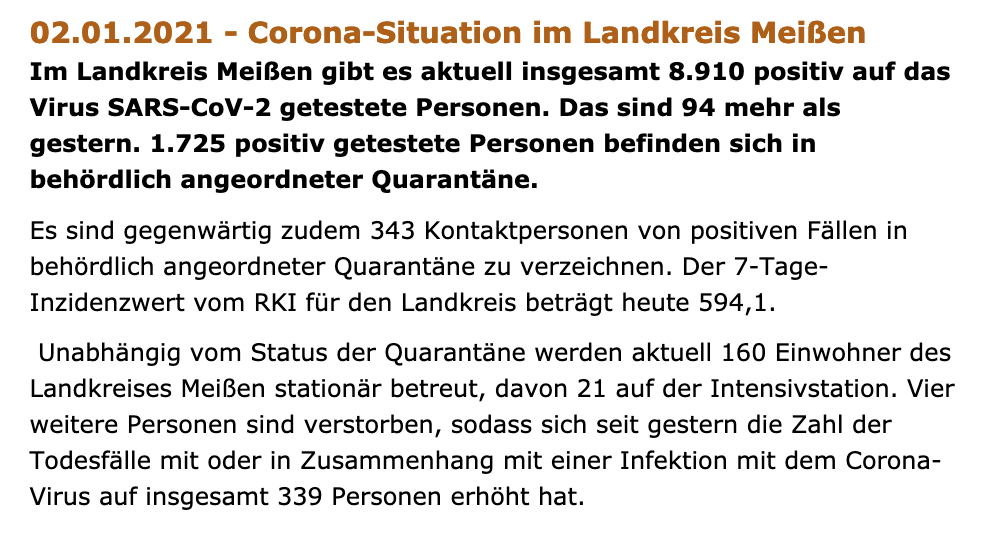 02.01.2021 - Corona-Situation im Landkreis Meißen
Im Landkreis Meißen gibt es aktuell insgesamt 8.910 positiv auf das
Virus SARS-CoV-2 getestete Personen. Das sind 94 mehr als
gestern. 1.725 positiv getestete Personen befinden sich in
behördlich angeordneter Quarantäne.
Es sind gegenwärtig zudem 343 Kontaktpersonen von positiven Fällen in
behördlich angeordneter Quarantäne zu verzeichnen. Der 7-Tage-
Inzidenzwert vom RKI für den Landkreis beträgt heute 594,1.
Unabhängig vom Status der Quarantäne werden aktuell 160 Einwohner des
Landkreises Meißen stationär betreut, davon 21 auf der Intensivstation. Vier
weitere Personen sind verstorben, sodass sich seit gestern die Zahl der
Todesfälle mit oder in Zusammenhang mit einer Infektion mit dem Corona-
Virus auf insgesamt 339 Personen erhöht hat.